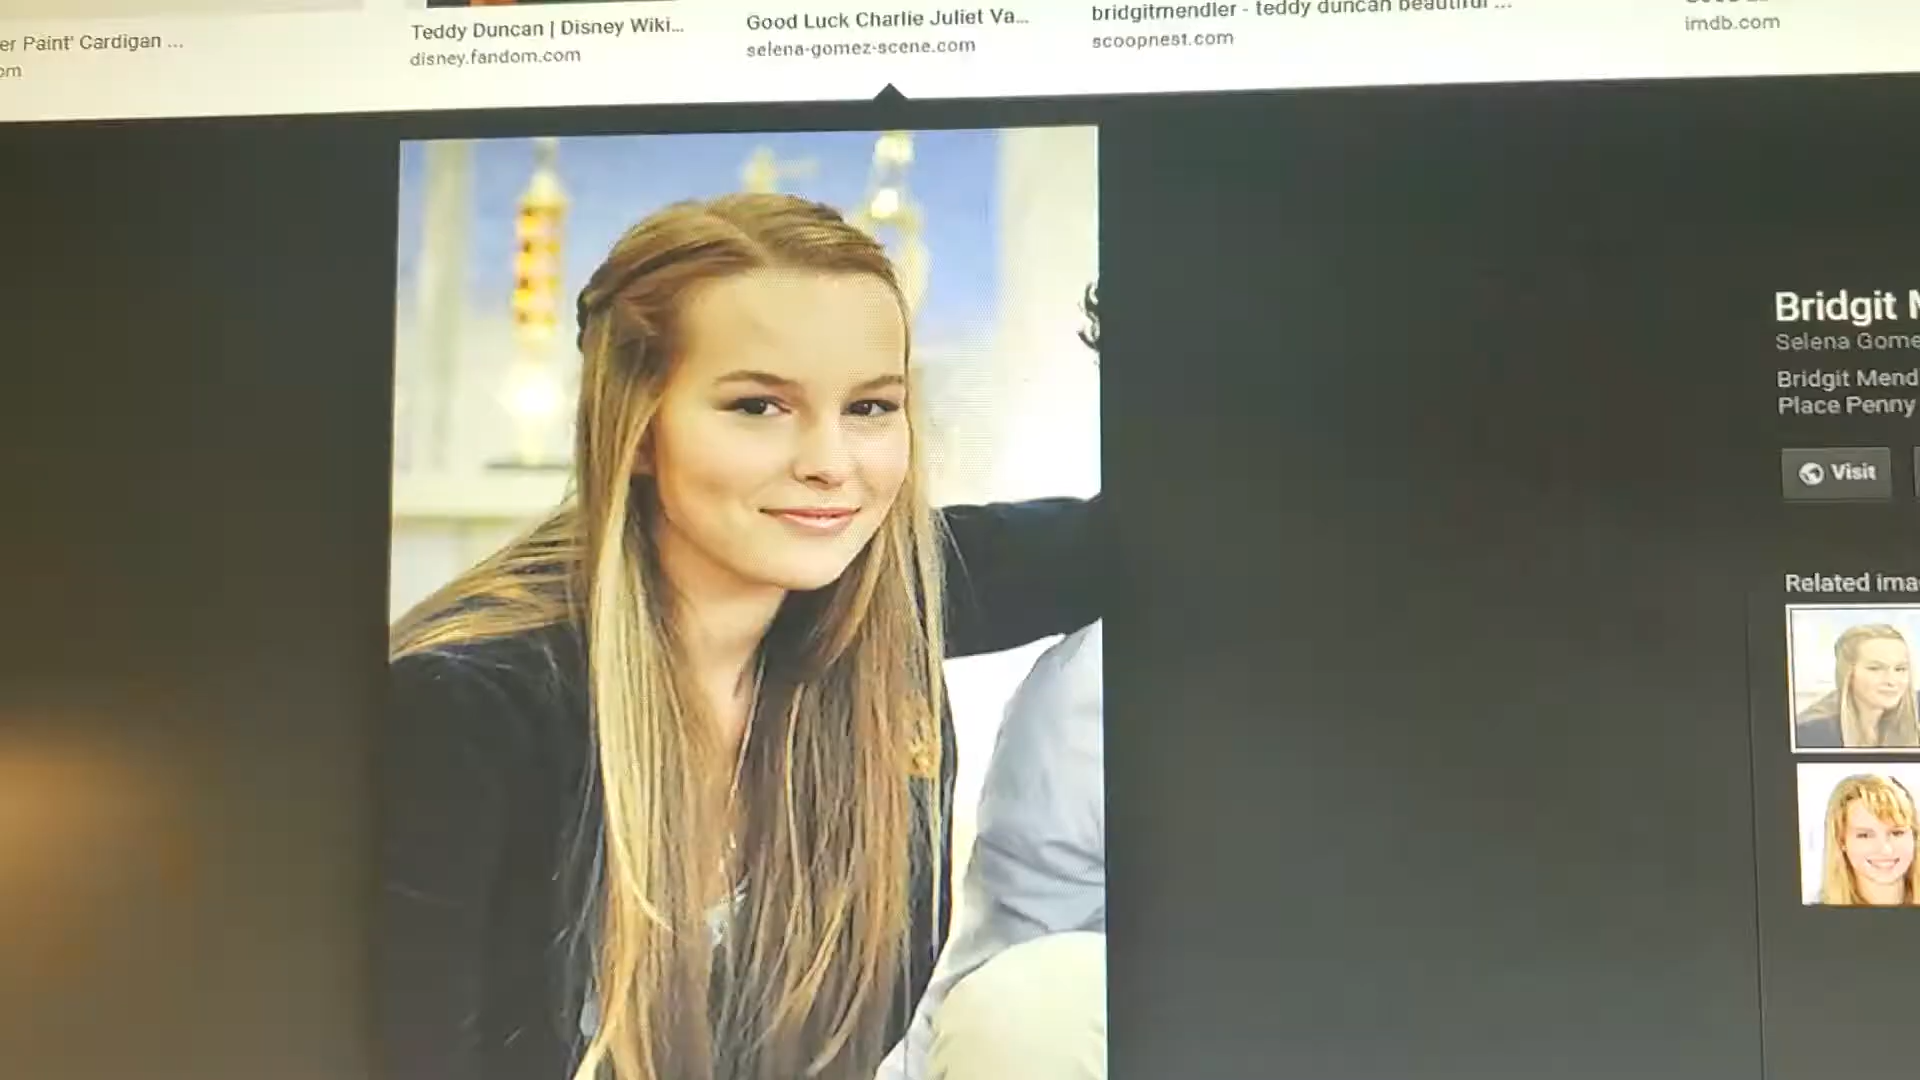 er Paint' Cardigan ...
om
Teddy Duncan | Disney Wiki...
disney.fandom.com
Good Luck Charlie Juliet Va...
selena-gomez-scene.com
bridgitmendler - teddy duncan beautiful ...
scoopnest.com
imdb.com
Bridgit M
Selena Gome
Bridgit Mend
Place Penny
Visit
Related ima